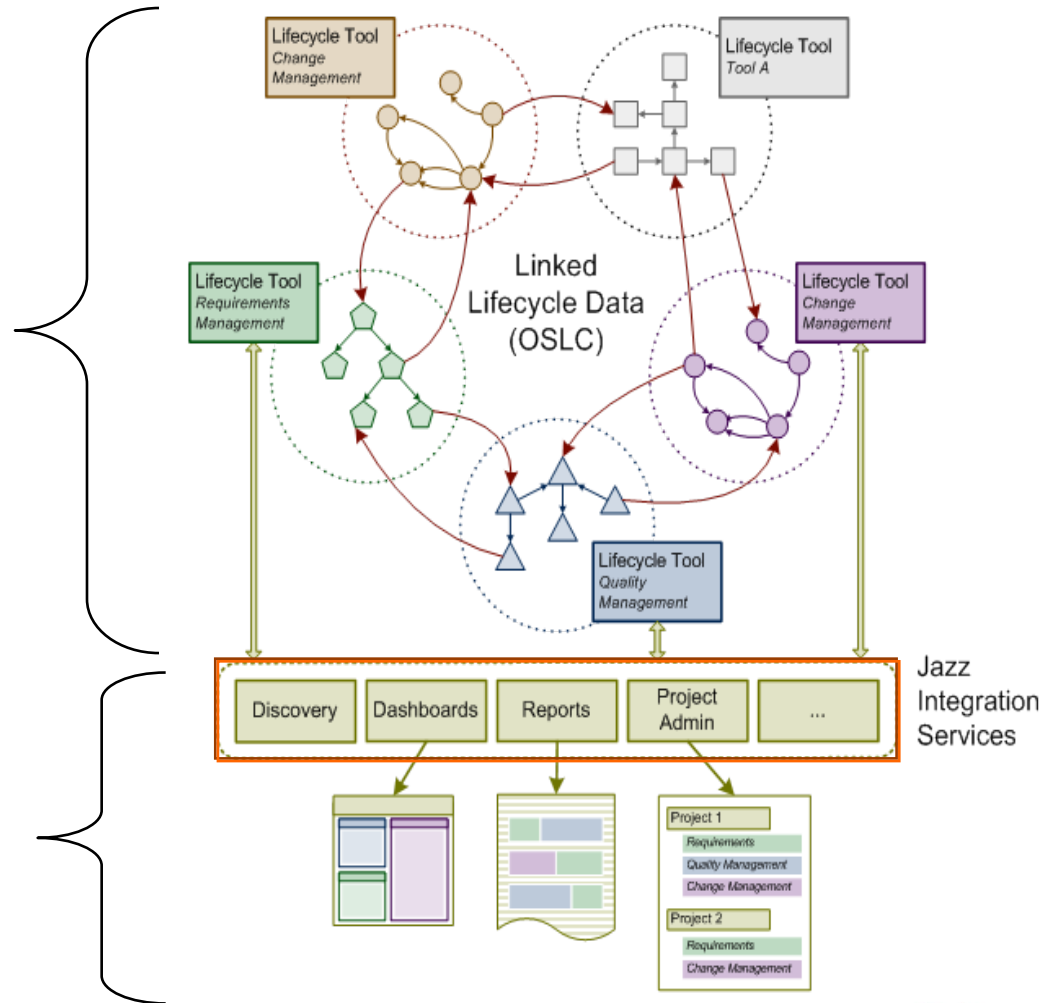 Lifecycle Tool
Change
Management
Lifecycle Tool
Tool A
Linked
Lifecycle Data
(OSLC)
Lifecycle Tool
Requirements
Management
Lifecycle Tool
Change
Management
Lifecycle Tool
Quality
Management
Jazz
Integration
Services
Discovery
Dashboards
Reports
Project
Admin
...
Project 1
Requirements
Quality Management
Change Management
Project 2
Requirements
Change Management